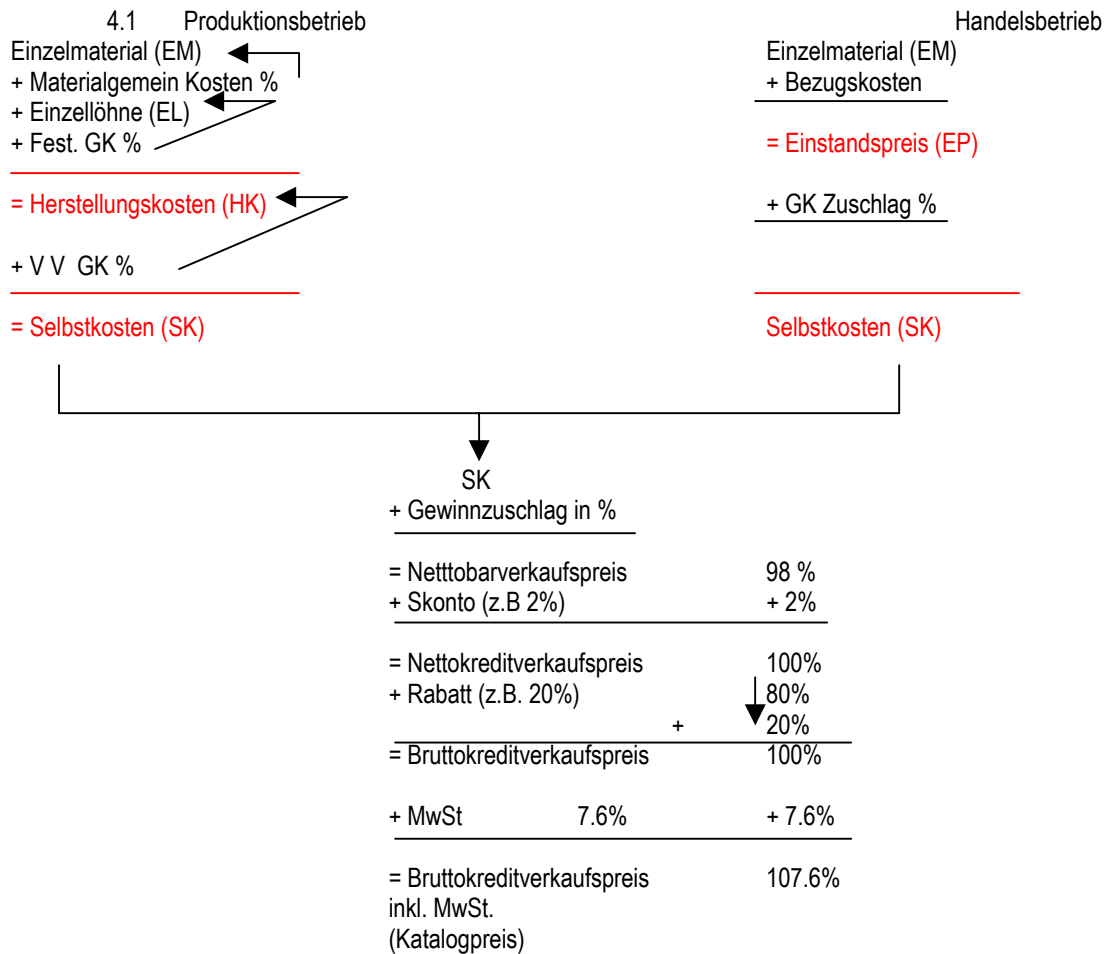 4.1 Produktionsbetrieb Handelsbetrieb
Einzelmaterial (EM) Einzelmaterial (EM)
+ Materialgemein Kosten % + Bezugskosten
+ Einzellöhne (EL)
+ Fest. GK % = Einstandspreis (EP)
= Herstellungskosten (HK) + GK Zuschlag %
+ V V GK %
= Selbstkosten (SK) Selbstkosten (SK)
SK
+ Gewinnzuschlag in %
= Netttobarverkaufspreis 98 %
+ Skonto (z.B 2%) + 2%
= Nettokreditverkaufspreis 100%
+ Rabatt (z.B. 20%) 80%
+ 20%
= Bruttokreditverkaufspreis 100%
+ MwSt 7.6% + 7.6%
= Bruttokreditverkaufspreis 107.6%
inkl. MwSt.
(Katalogpreis)